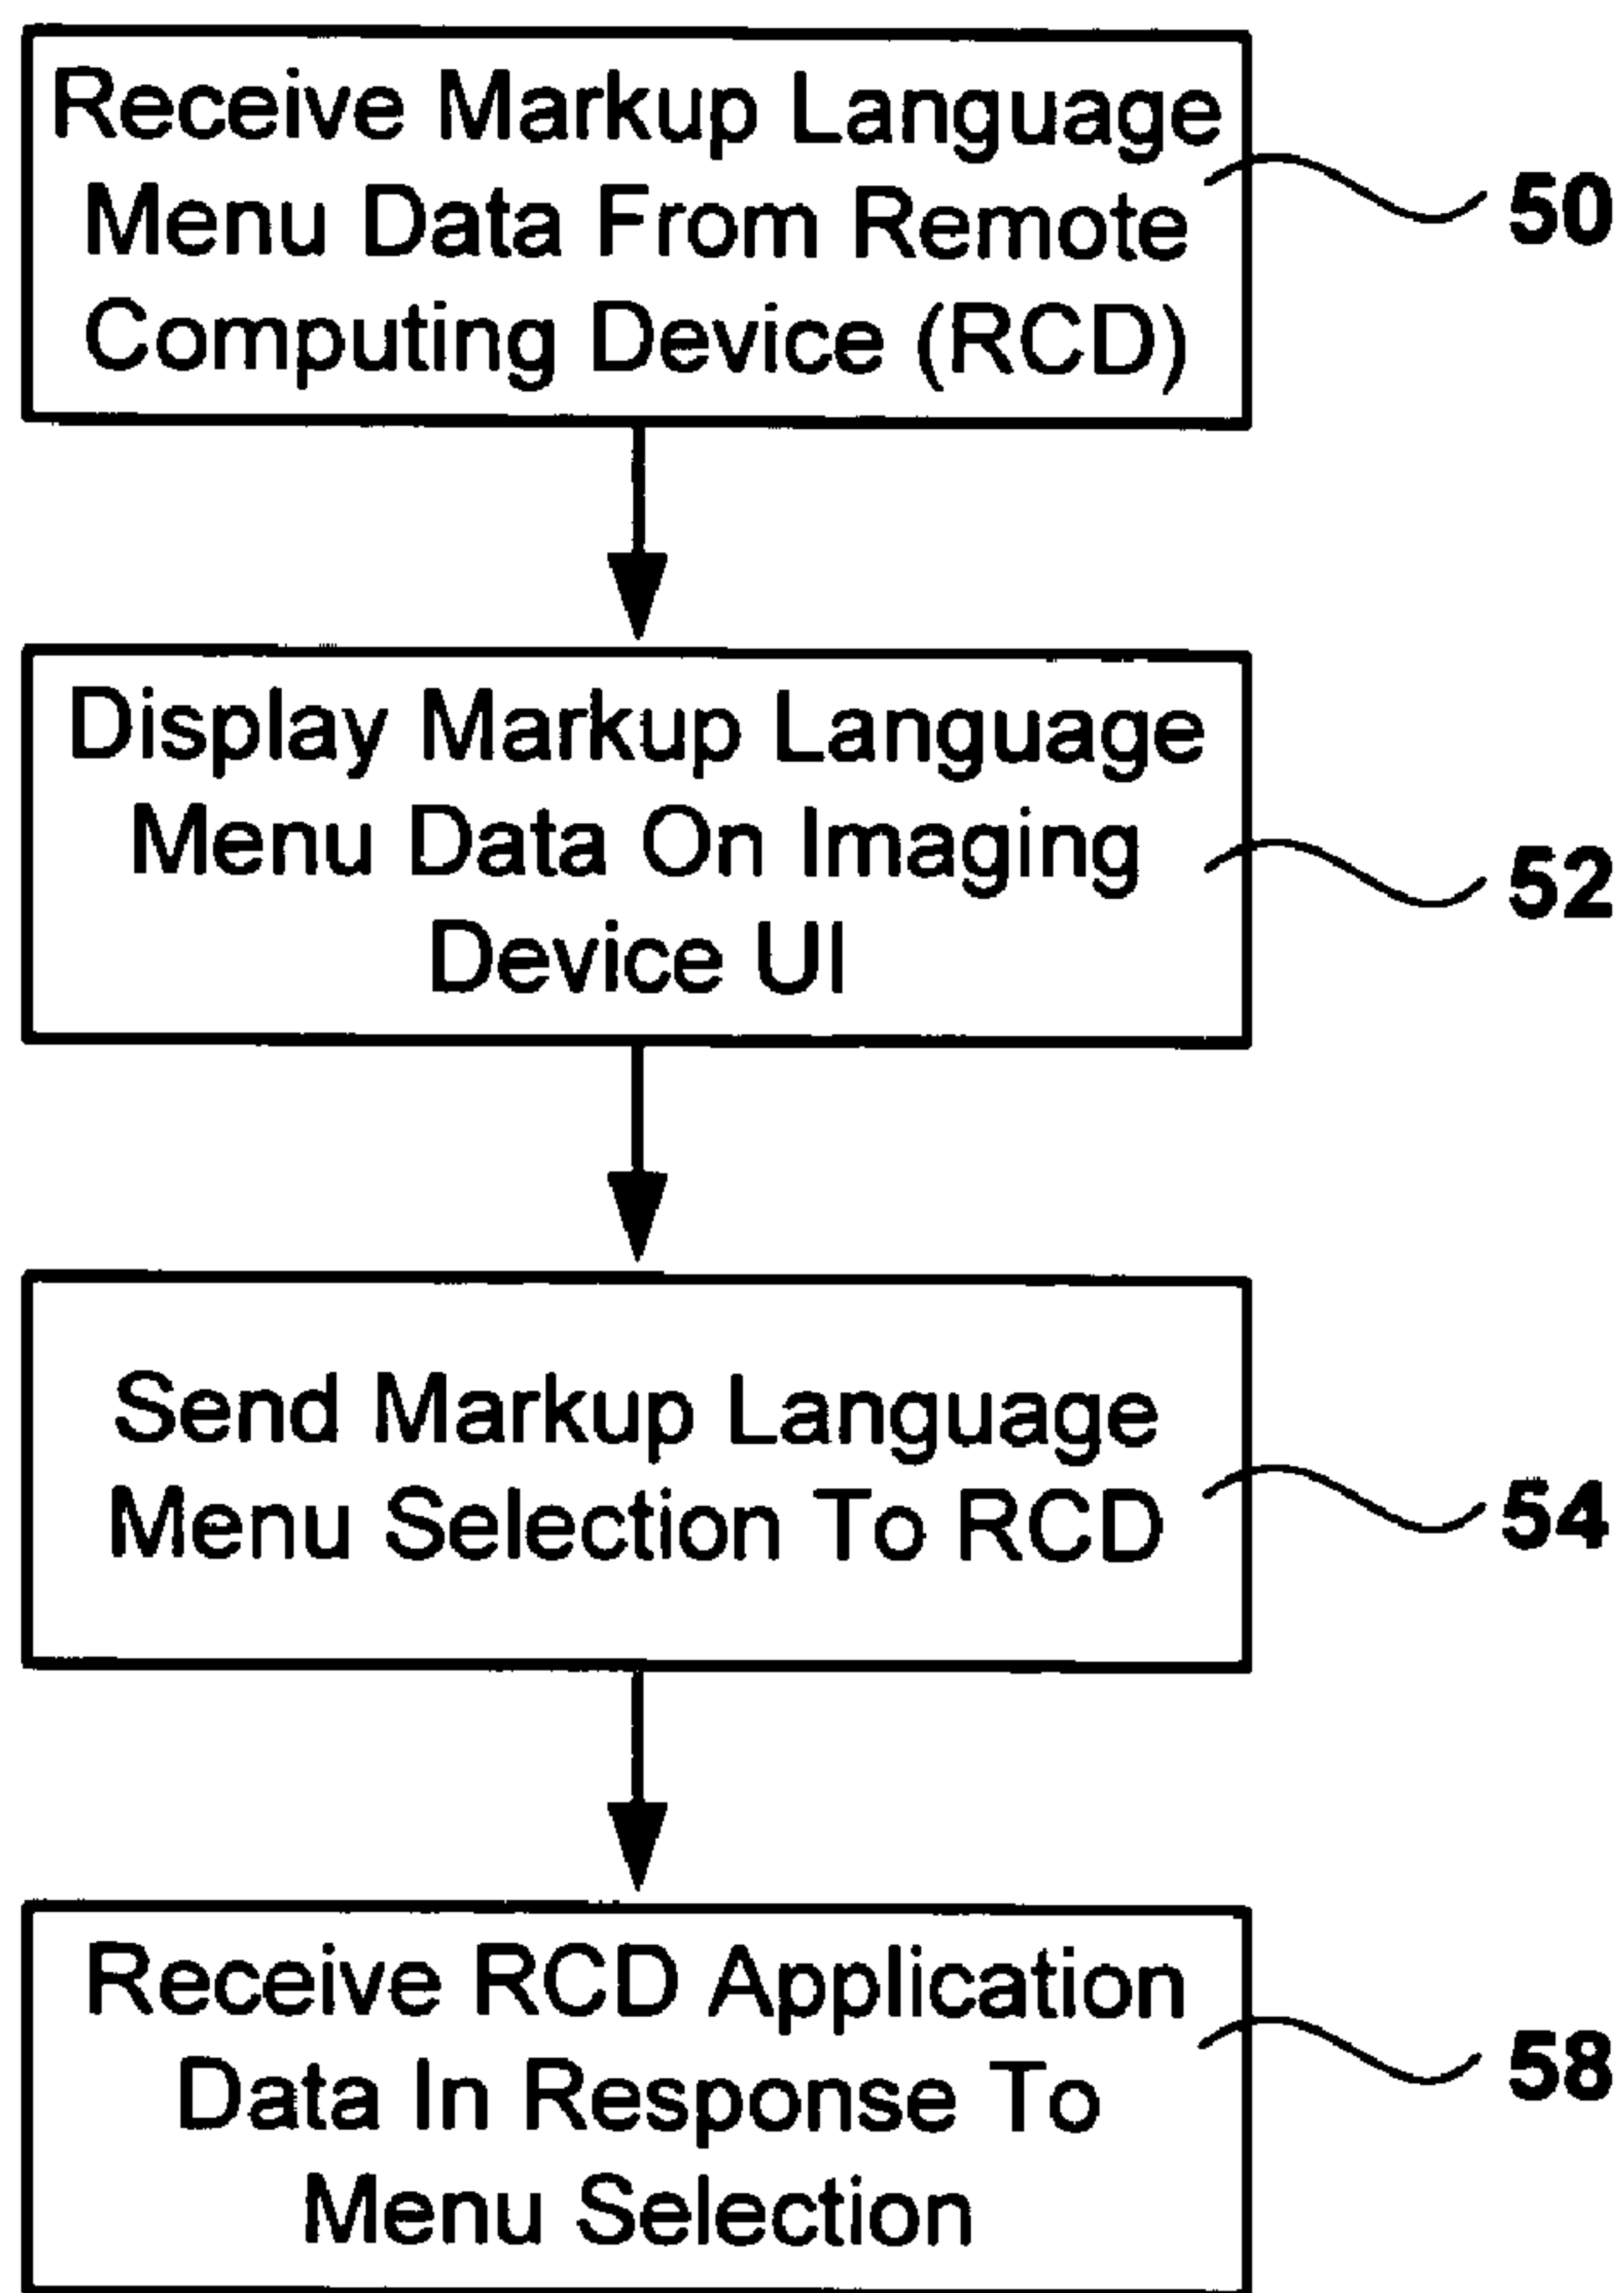 Receive Markup Language
Menu Data From Remote
Computing Device (RCD)
50
Display Markup Language
Menu Data On Imaging
Device UI
52
Send Markup Language
Menu Selection To RCD
54
Receive RCD Application
Data In Response To
Menu Selection
58